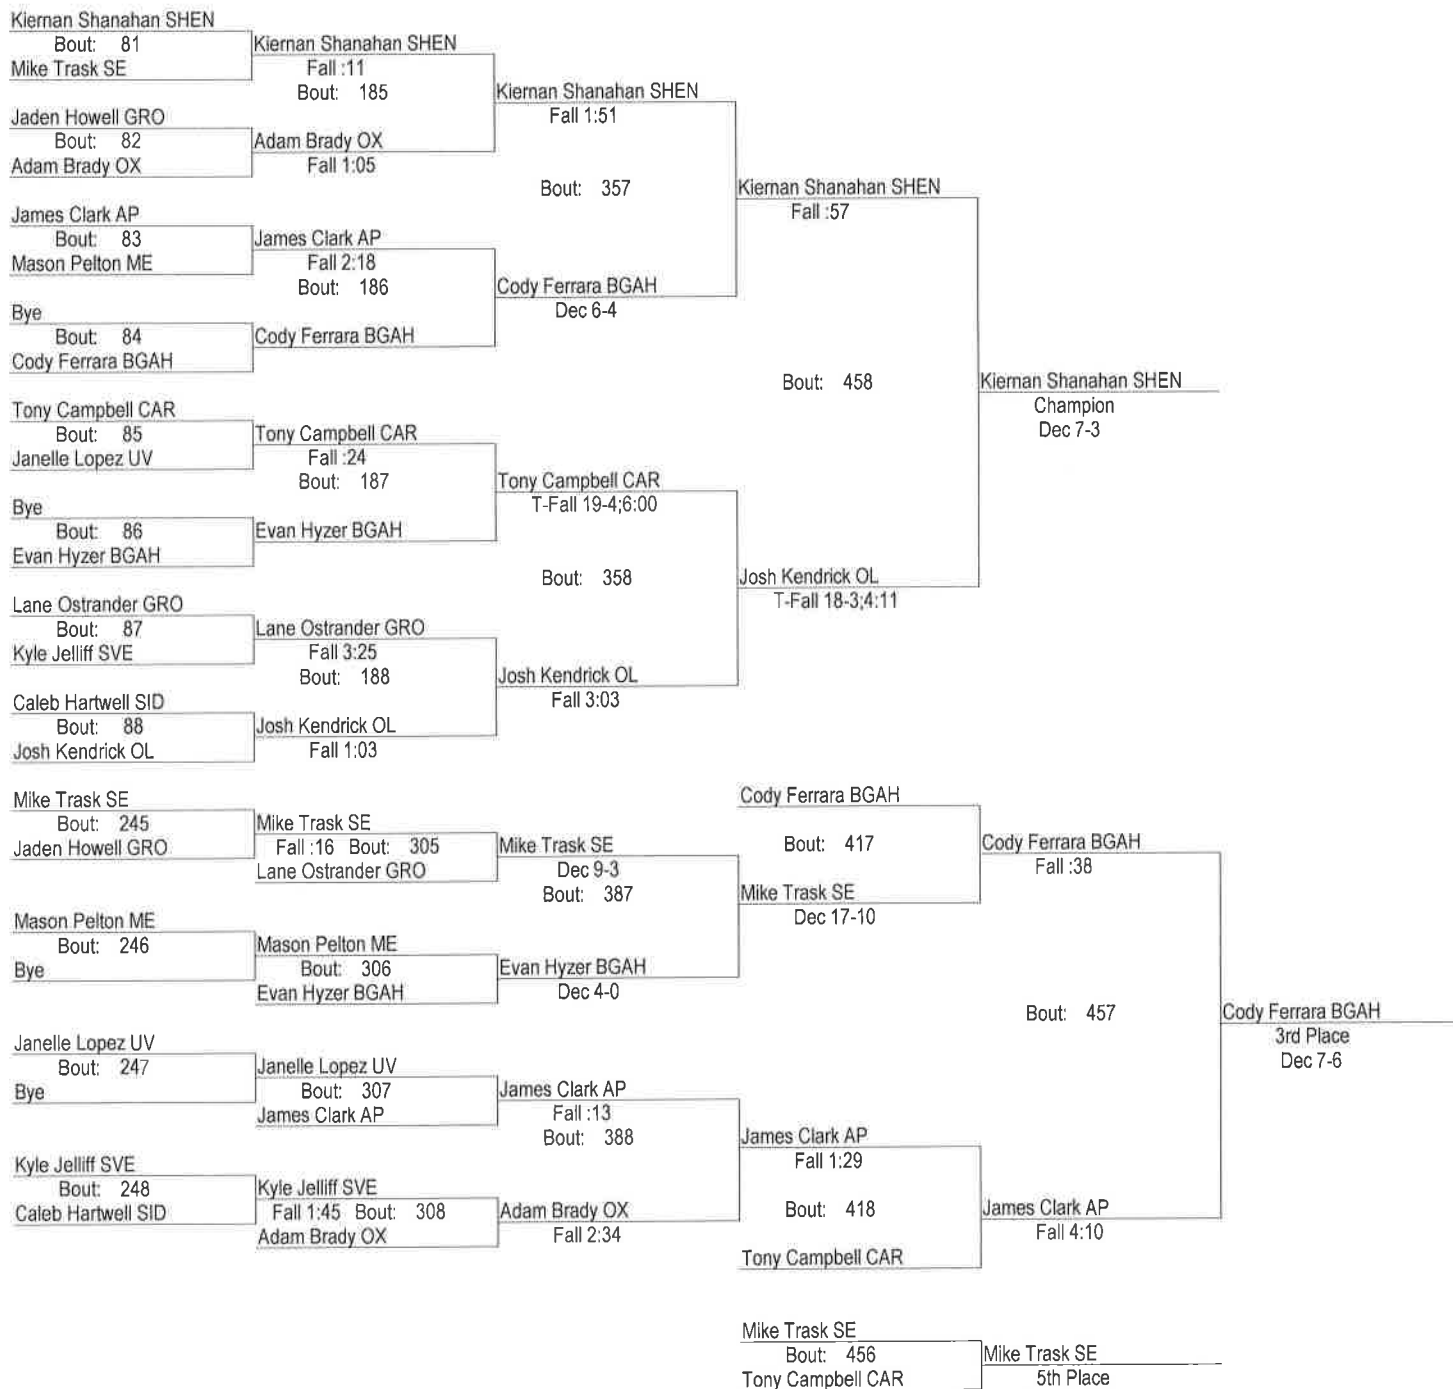 Kiernan Shanahan SHEN
Bout: 81
Mike Trask SE
Jaden Howell GRO
Bout: 82
Adam Brady OX
James Clark AP
Bout: 83
Mason Pelton ME
Bye
Bout: 84
Cody Ferrara BGAH
Tony Campbell CAR
Bout: 85
Janelle Lopez UV
Bye
Bout: 86
Evan Hyzer BGAH
Lane Ostrander GRO
Bout: 87
Kyle Jelliff SVE
Caleb Hartwell SID
Bout: 88
Josh Kendrick OL
Kiernan Shanahan SHEN
Fall :11
Bout: 185
Adam Brady OX
Fall 1:05
James Clark AP
Fall 2:18
Bout: 186
Cody Ferrara BGAH
Tony Campbell CAR
Fall :24
Bout: 187
Evan Hyzer BGAH
Lane Ostrander GRO
Fall 3:25
Bout: 188
Josh Kendrick OL
Fall 1:03
Kiernan Shanahan SHEN
Fall 1:51
Bout: 357
Cody Ferrara BGAH
Dec 6-4
Tony Campbell CAR
T-Fall 19-4;6:00
Bout: 358
Josh Kendrick OL
Fall 3:03
Kiernan Shanahan SHEN
Fall :57
Bout: 458
Josh Kendrick OL
T-Fall 18-3;4:11
Kiernan Shanahan SHEN
Champion
Dec 7-3
Mike Trask SE
Bout: 245
Jaden Howell GRO
Mason Pelton ME
Bout: 246
Bye
Janelle Lopez UV
Bout: 247
Bye
Kyle Jelliff SVE
Bout: 248
Caleb Hartwell SID
Mike Trask SE
Fall :16 Bout: 305
Lane Ostrander GRO
Mason Pelton ME
Bout: 306
Evan Hyzer BGAH
Janelle Lopez UV
Bout: 307
James Clark AP
Kyle Jelliff SVE
Fall 1:45 Bout: 308
Adam Brady OX
Mike Trask SE
Dec 9-3
Bout: 387
Evan Hyzer BGAH
Dec 4-0
James Clark AP
Fall :13
Bout: 388
Adam Brady OX
Fall 2:34
Cody Ferrara BGAH
Bout: 417
Mike Trask SE
Dec 17-10
James Clark AP
Fall 1:29
Bout: 418
Tony Campbell CAR
Cody Ferrara BGAH
Fall :38
Bout: 457
James Clark AP
Fall 4:10
Cody Ferrara BGAH
3rd Place
Dec 7-6
Mike Trask SE
Bout: 456
Tony Campbell CAR
Mike Trask SE
5th Place